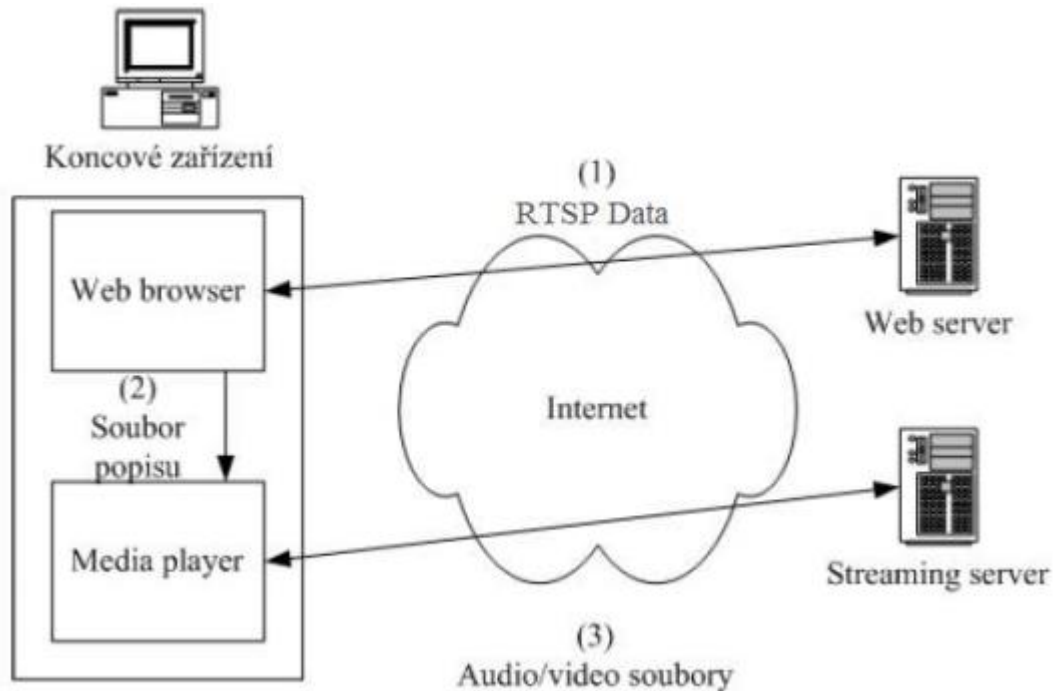 Koncové zařízení
(1)
RTSP Data
Web browser
Web server
(2)
Soubor
popisu
Internet
Media player
Streaming server
(3)
Audio/video soubory